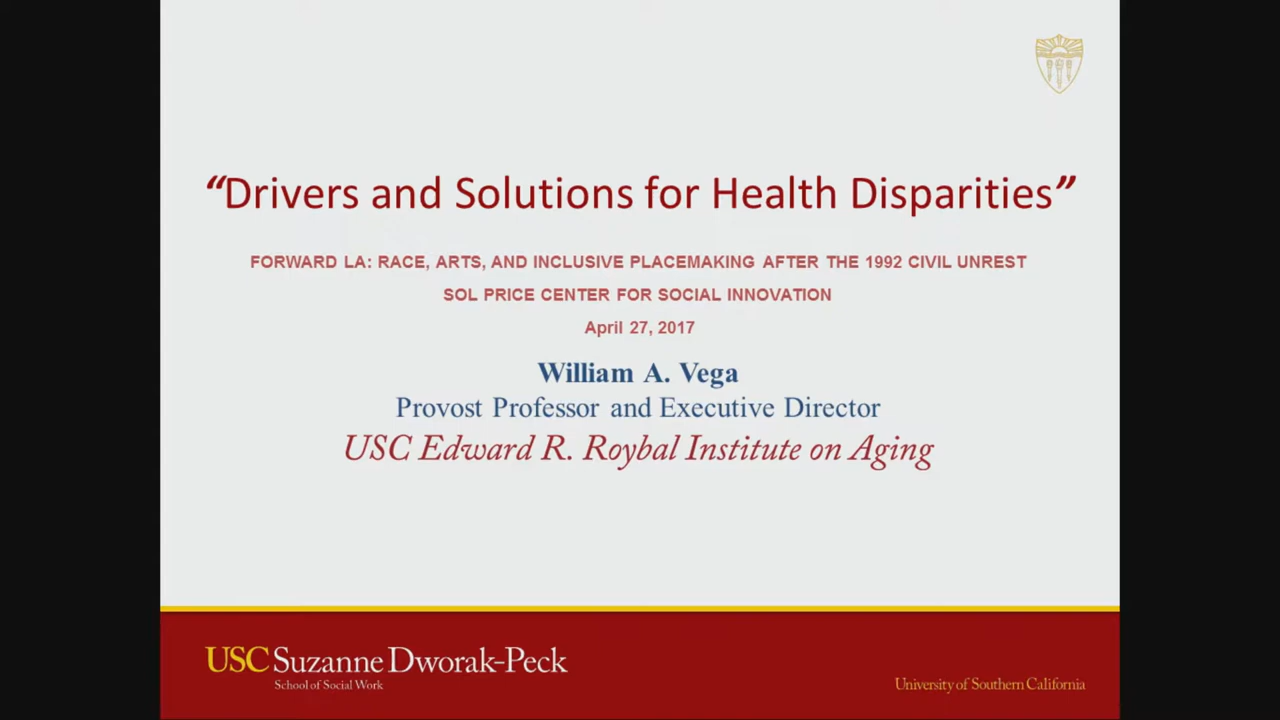 “Drivers and Solutions for Health Disparities”
FORWARD LA: RACE, ARTS, AND INCLUSIVE PLACEMAKING AFTER THE 1992 CIVIL UNREST
SOL PRICE CENTER FOR SOCIAL INNOVATION
April 27, 2017
William A. Vega
Provost Professor and Executive Director
USC Edward R. Roybal Institute on Aging
USC Suzanne Dworak-Peck
School of Social Work
University of Southern California